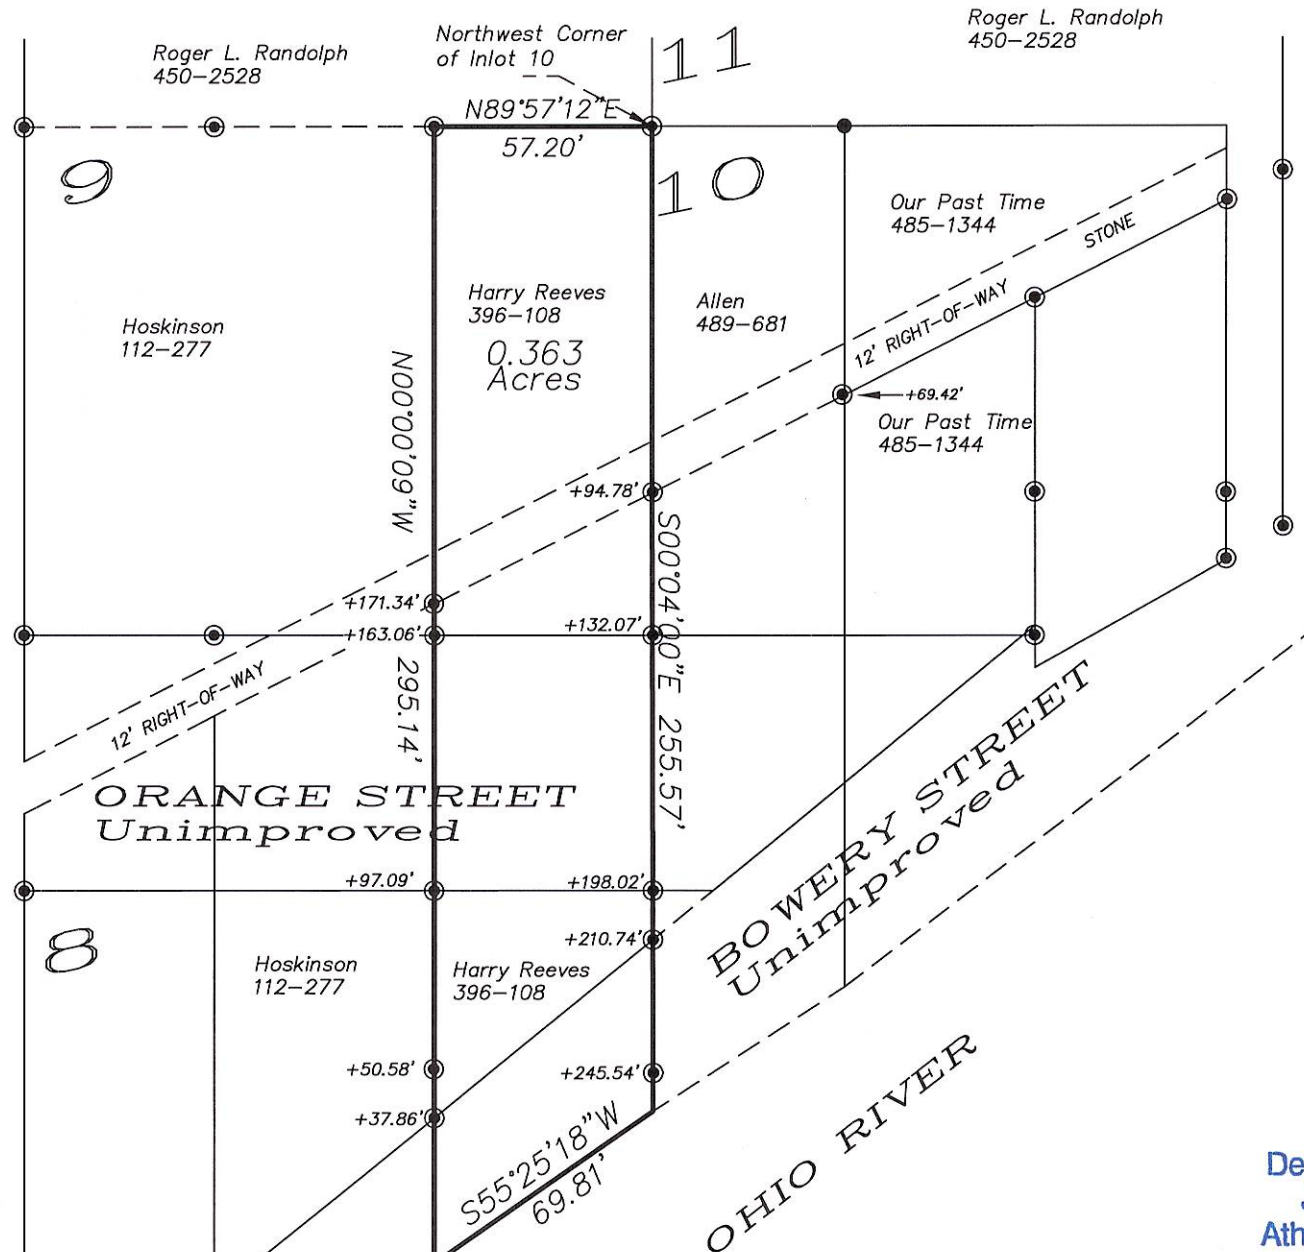 Roger L. Randolph
450-2528
Northwest Corner
of Inlot 10
11
Roger L. Randolph
450-2528
N89°57'12"E
57.20'
9
10
Our Past Time
485-1344
STONE
12' RIGHT-OF-WAY
Hoskinson
112-277
Harry Reeves
396-108
0.363
Acres
Allen
489-681
N00°00'09"W
+69.42'
Our Past Time
485-1344
+94.78'
S00°04'00"E 255.57'
+171.34'
+163.06'
+132.07'
295.14'
12' RIGHT-OF-WAY
ORANGE STREET
Unimproved
BOWERY STREET
Unimproved
+97.09'
+198.02'
8
+210.74'
Hoskinson
112-277
Harry Reeves
396-108
+50.58'
+245.54'
+37.86'
S55°25'18"W
69.81'
OHIO RIVER
De
Ath